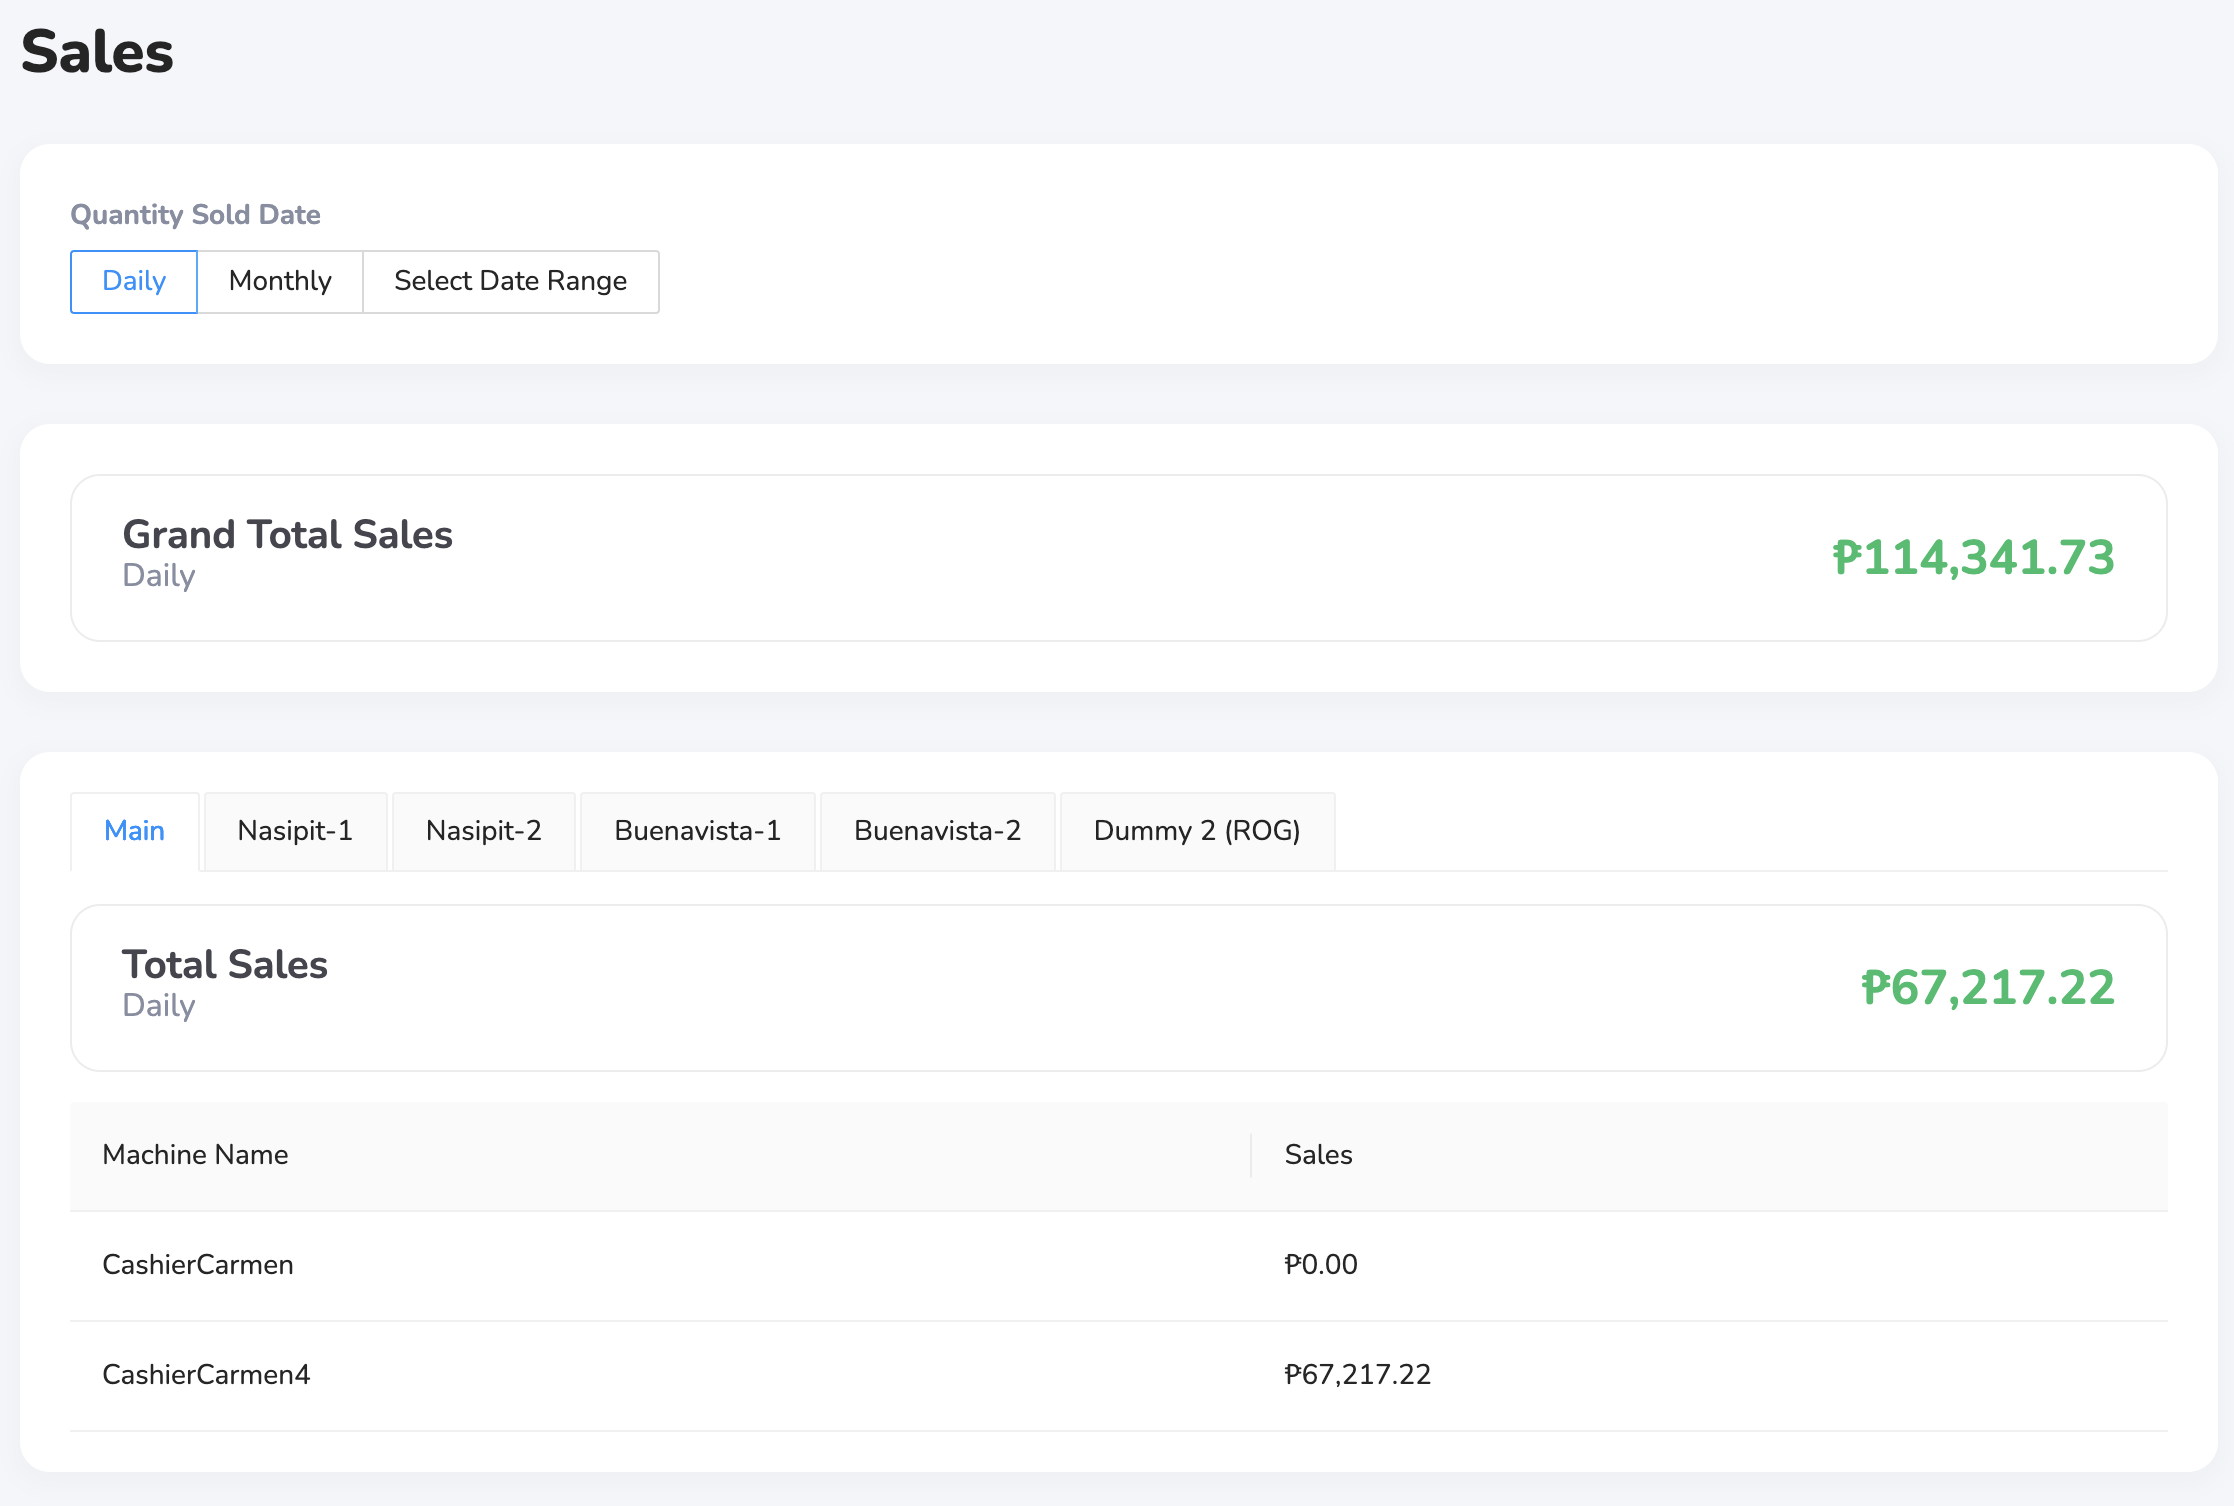 Sales
Quantity Sold Date
Daily Monthly Select Date Range
Grand Total Sales
Daily
₱114,341.73
Main Nasipit-1 Nasipit-2 Buenavista-1 Buenavista-2 Dummy 2 (ROG)
Total Sales
Daily
₱67,217.22
Machine Name Sales
CashierCarmen ₱0.00
CashierCarmen4 ₱67,217.22